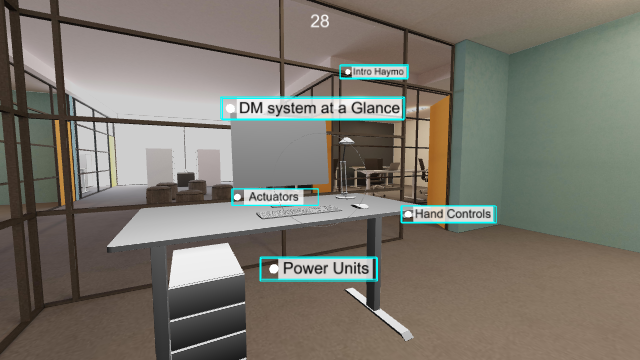 28
Intro Haymo
DM system at a Glance
Actuators
Hand Controls
Power Units